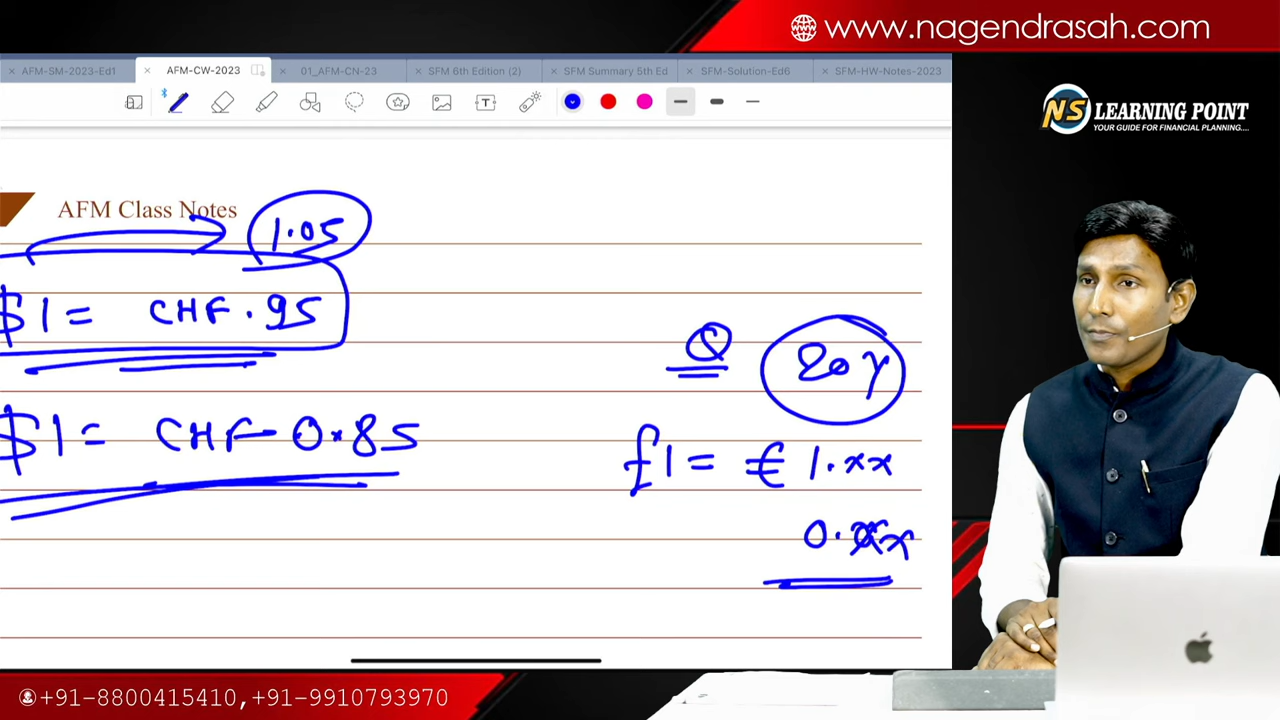 www.nagendrasah.com
AFM-SM-2023-Ed1
AFM-CW-2023
01_AFM-CN-23
SFM 6th Edition (2)
SFM Summary 5th Ed
SFM-Solution-Ed6
SFM-HW-Notes-2023
NS LEARNING POINT
YOUR GUIDE FOR FINANCIAL PLANNING....
AFM Class Notes
1.05
$1 = CHF .95
$1 = CHF 0.85
Q
20 Y
£1 = € 1.xx
0.xx
+91-8800415410,+91-9910793970